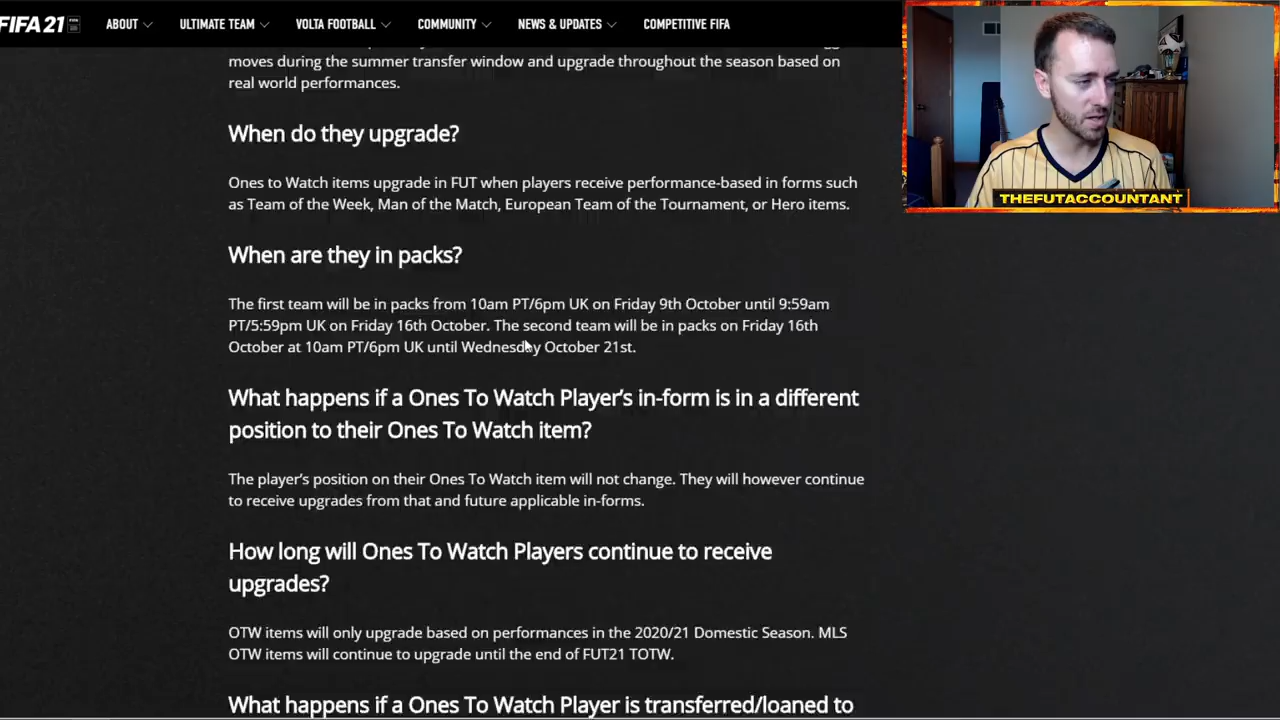 FIFA 21 ABOUT ULTIMATE TEAM VOLTA FOOTBALL COMMUNITY NEWS & UPDATES COMPETITIVE FIFA
moves during the summer transfer window and upgrade throughout the season based on
real world performances.
When do they upgrade?
Ones to Watch items upgrade in FUT when players receive performance-based in forms such
as Team of the Week, Man of the Match, European Team of the Tournament, or Hero items.
When are they in packs?
The first team will be in packs from 10am PT/6pm UK on Friday 9th October until 9:59am
PT/5:59pm UK on Friday 16th October. The second team will be in packs on Friday 16th
October at 10am PT/6pm UK until Wednesday October 21st.
What happens if a Ones To Watch Player's in-form is in a different
position to their Ones To Watch item?
The player's position on their Ones To Watch item will not change. They will however continue
to receive upgrades from that and future applicable in-forms.
How long will Ones To Watch Players continue to receive
upgrades?
OTW items will only upgrade based on performances in the 2020/21 Domestic Season. MLS
OTW items will continue to upgrade until the end of FUT21 TOTW.
What happens if a Ones To Watch Player is transferred/loaned to
THEFUTACCOUNTANT